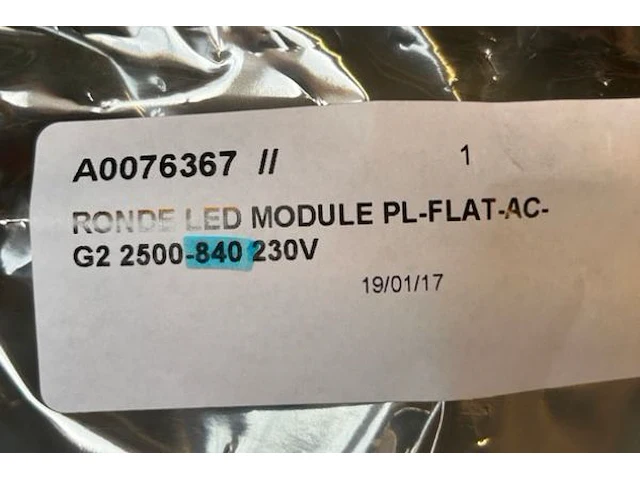 A0076367 // 1
RONDE LED MODULE PL-FLAT-AC-
G2 2500-840 230V
19/01/17